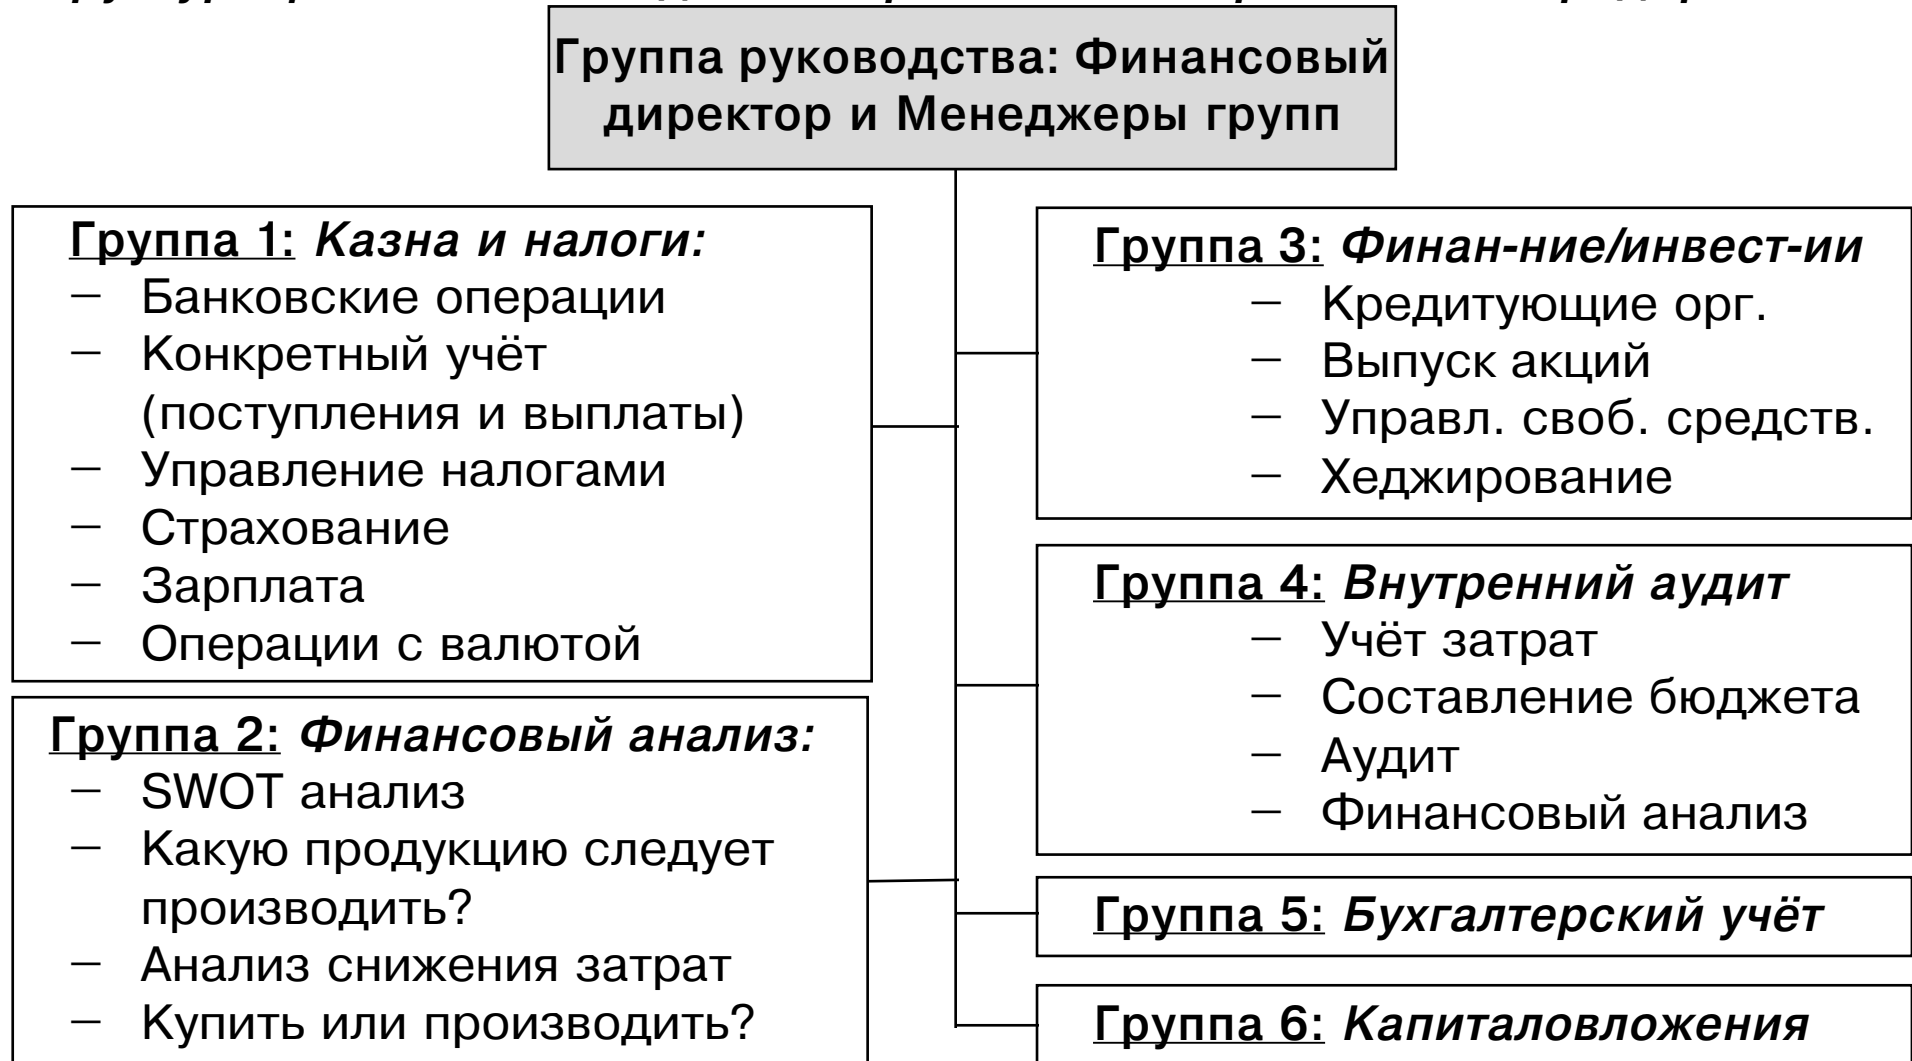 Группа руководства: Финансовый
директор и Менеджеры групп
Группа 1: Казна и налоги:
– Банковские операции
– Конкретный учёт
(поступления и выплаты)
– Управление налогами
– Страхование
– Зарплата
– Операции с валютой
Группа 2: Финансовый анализ:
– SWOT анализ
– Какую продукцию следует
производить?
– Анализ снижения затрат
– Купить или производить?
Группа 3: Финан-ние/инвест-ии
– Кредитующие орг.
– Выпуск акций
– Управл. своб. средств.
– Хеджирование
Группа 4: Внутренний аудит
– Учёт затрат
– Составление бюджета
– Аудит
– Финансовый анализ
Группа 5: Бухгалтерский учёт
Группа 6: Капиталовложения